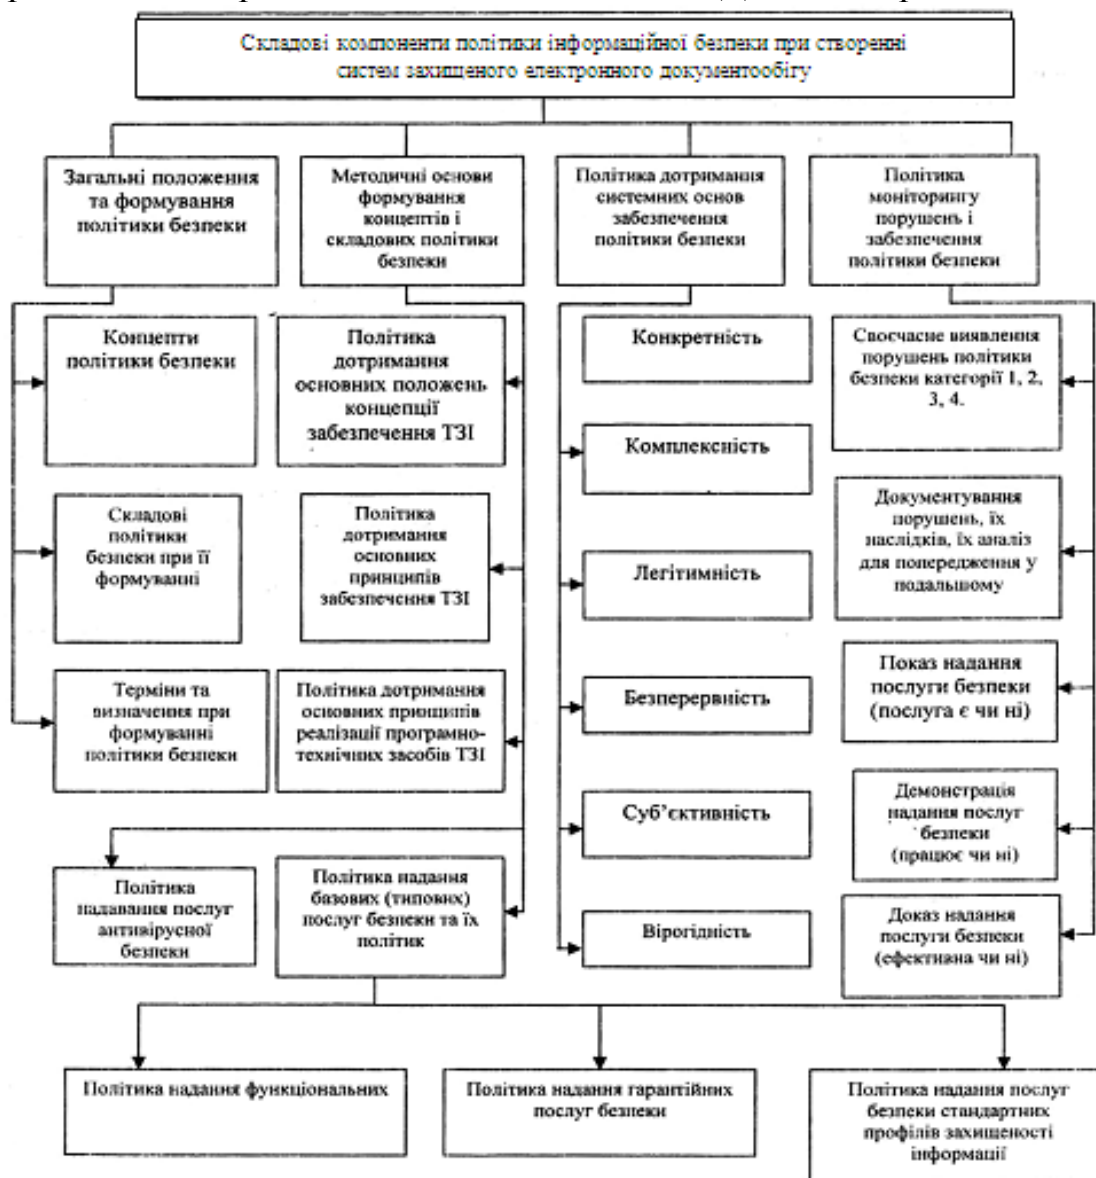 Складові компоненти політики інформаційної безпеки при створенні
систем захищеного електронного документообігу
Загальні положення
та формування
політики безпеки
Методичні основи
формування
концептів і
складових політики
безпеки
Політика дотримання
системних основ
забезпечення
політики безпеки
Політика
моніторингу
порушень і
забезпечення
політики безпеки
Концепти
політики безпеки
Політика
дотримання
основних положень
концепції
забезпечення ТЗІ
Конкретність
Своєчасне виявлення
порушень політики
безпеки категорії 1, 2,
3, 4.
Комплексність
Складові
політики
безпеки при її
формуванні
Політика
дотримання
основних
принципів
забезпечення ТЗІ
Легітимність
Документування
порушень, їх
наслідків, їх аналіз
для попередження у
подальшому
Терміни та
визначення при
формуванні
політики безпеки
Політика дотримання
основних принципів
реалізації програмно-
технічних засобів ТЗІ
Безперервність
Показ надання
послуги безпеки
(послуга є чи ні)
Суб’єктивність
Демонстрація
надання послуг
безпеки
(працює чи ні)
Політика
надавання послуг
антивірусної
безпеки
Політика надання
базових (типових)
послуг безпеки та їх
політик
Вірогідність
Доказ надання
послуги безпеки
(ефективна чи ні)
Політика надання функціональних
Політика надання гарантійних
послуг безпеки
Політика надання послуг
безпеки стандартних
профілів захищеності
інформації